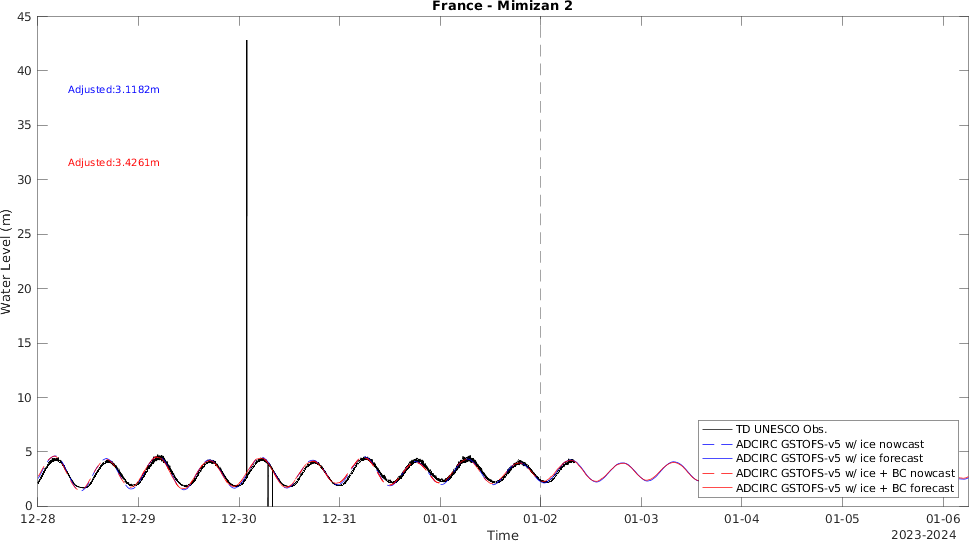 France - Mimizan 2
45
40
35
30
25
20
15
10
5
0
Water Level (m)
Adjusted:3.1182m
Adjusted:3.4261m
TD UNESCO Obs.
ADCIRC GSTOFS-v5 w/ ice nowcast
ADCIRC GSTOFS-v5 w/ ice forecast
ADCIRC GSTOFS-v5 w/ ice + BC nowcast
ADCIRC GSTOFS-v5 w/ ice + BC forecast
12-28 12-29 12-30 12-31 01-01 01-02 01-03 01-04 01-05 01-06
Time
2023-2024